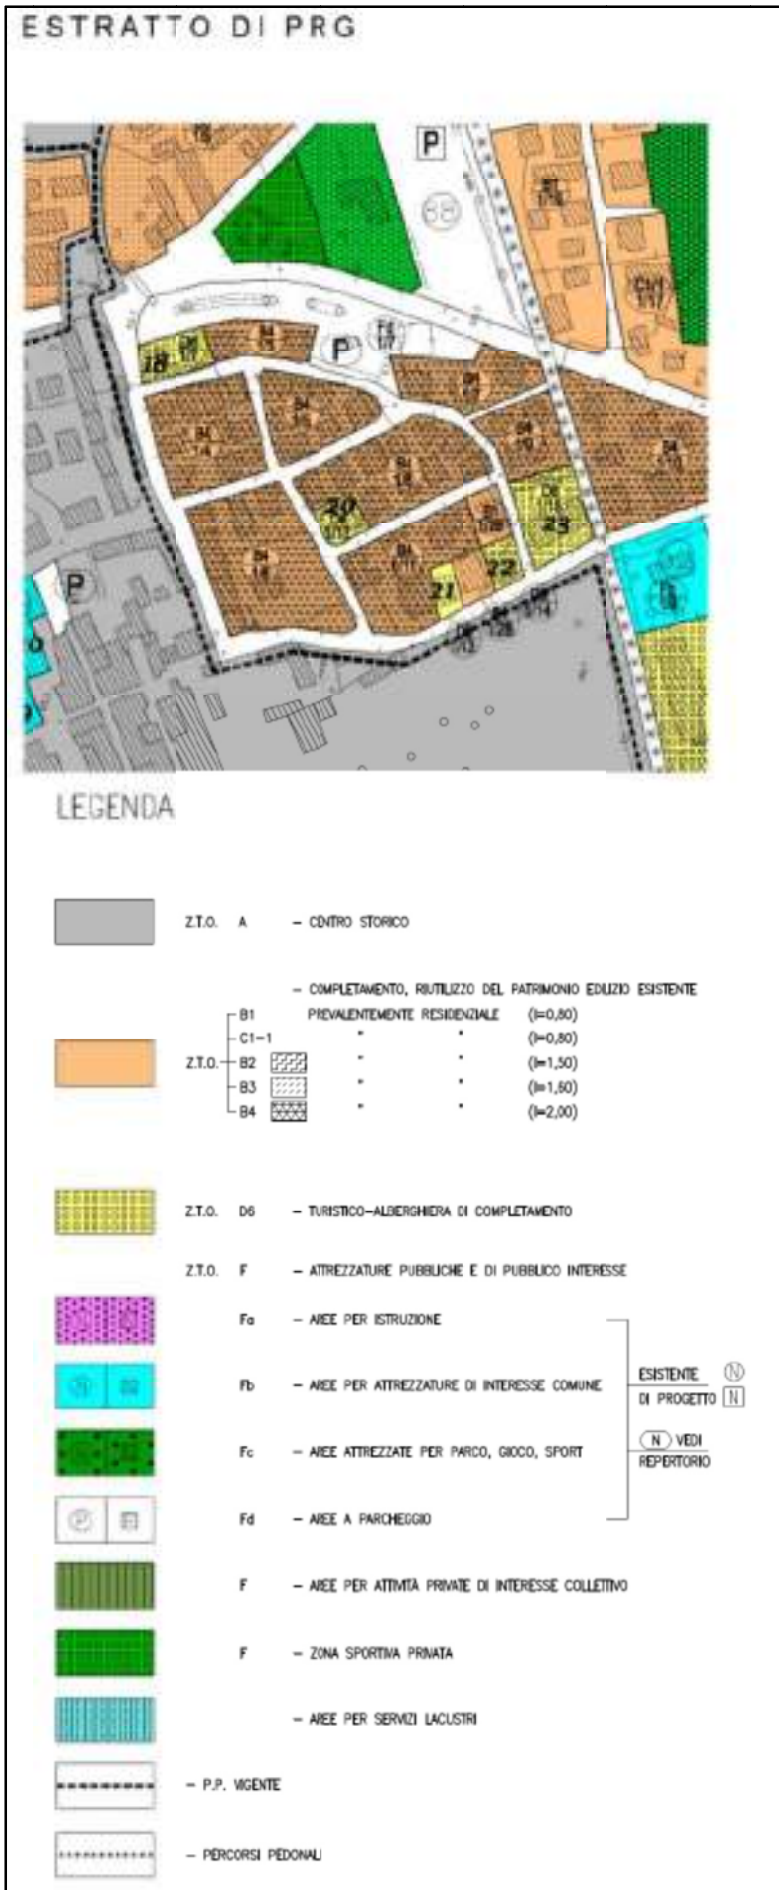 ESTRATTO DI PRG
P
18
P
20
23
22
21
P
LEGENDA
Z.T.O. A – CENTRO STORICO
– COMPLETAMENTO, RIUTILIZZO DEL PATRIMONIO EDILIZIO ESISTENTE
B1 PREVALENTEMENTE RESIDENZIALE (I=0,80)
C1-1 " " (I=0,80)
Z.T.O. B2 " " (I=1,50)
B3 " " (I=1,60)
B4 " " (I=2,00)
Z.T.O. D6 – TURISTICO-ALBERGHIERA DI COMPLETAMENTO
Z.T.O. F – ATTREZZATURE PUBBLICHE E DI PUBBLICO INTERESSE
Fa – AREE PER ISTRUZIONE
Fb – AREE PER ATTREZZATURE DI INTERESSE COMUNE
ESISTENTE N
DI PROGETTO N
Fc – AREE ATTREZZATE PER PARCO, GIOCO, SPORT
N VEDI
REPERTORIO
P Fd – AREE A PARCHEGGIO
F – AREE PER ATTIVITÀ PRIVATE DI INTERESSE COLLETTIVO
F – ZONA SPORTIVA PRIVATA
– AREE PER SERVIZI LACUSTRI
– P.P. VIGENTE
– PERCORSI PEDONALI